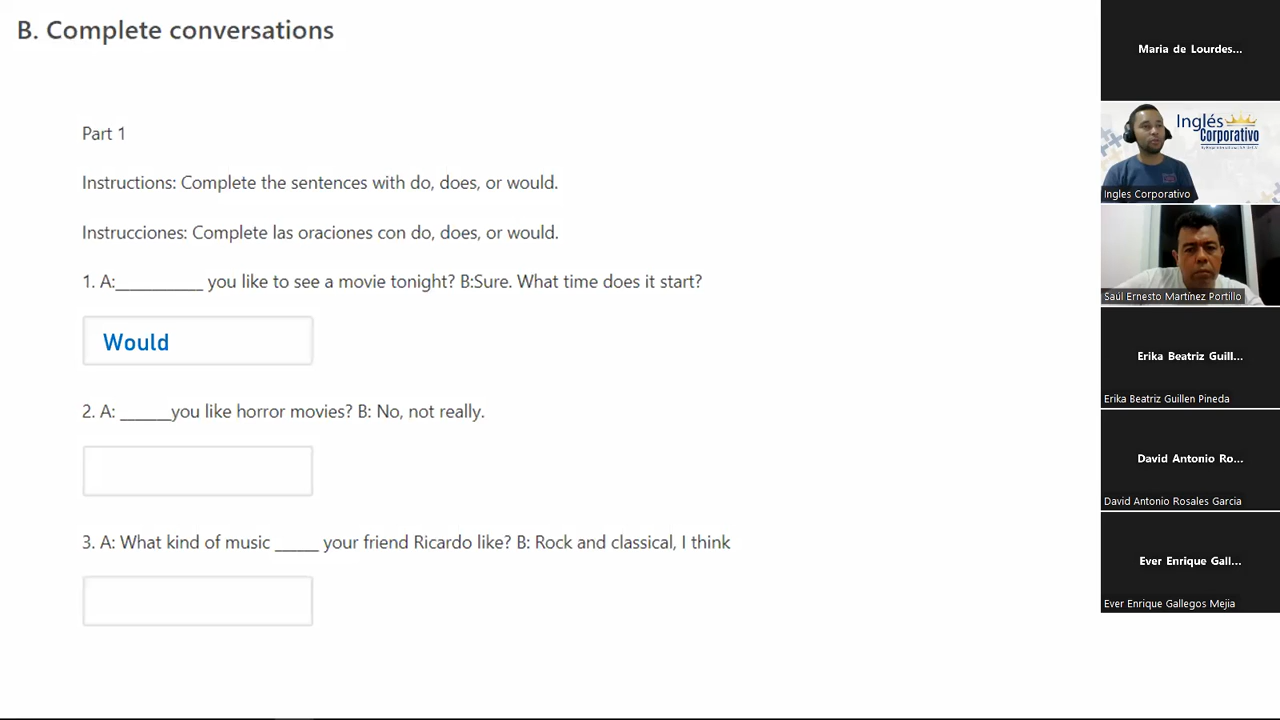 B. Complete conversations
Part 1
Instructions: Complete the sentences with do, does, or would.
Instrucciones: Complete las oraciones con do, does, or would.
1. A:___________ you like to see a movie tonight? B:Sure. What time does it start?
Would
2. A: _______you like horror movies? B: No, not really.
3. A: What kind of music ______ your friend Ricardo like? B: Rock and classical, I think
Maria de Lourdes...
Inglés
Corporativo
Ingles Corporativo
Saúl Ernesto Martínez Portillo
Erika Beatriz Guill...
Erika Beatriz Guillen Pineda
David Antonio Ro...
David Antonio Rosales Garcia
Ever Enrique Gall...
Ever Enrique Gallegos Mejia